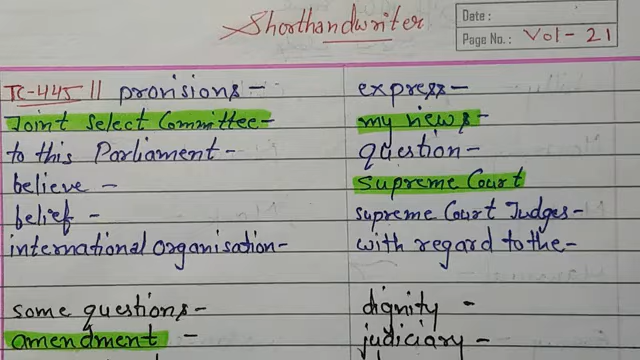 Shorthandwriter
Date :
Page No. : Vol - 21
TC-445 || provisions -
Joint Select Committee -
to this Parliament -
believe -
belief -
international organisation -
some questions -
amendment -
express -
my views -
question -
Supreme Court
supreme Court Judges -
with regard to the -
dignity -
judiciary -